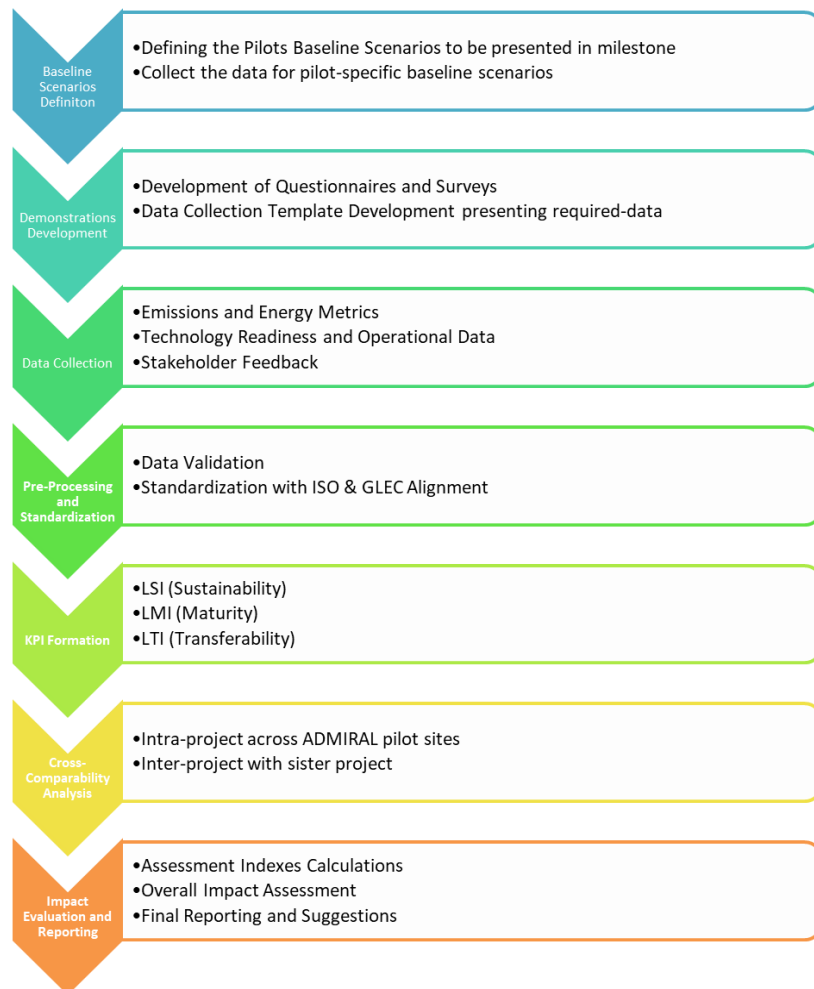 Baseline
Scenarios
Definiton
•Defining the Pilots Baseline Scenarios to be presented in milestone
•Collect the data for pilot-specific baseline scenarios
Demonstrations
Development
•Development of Questionnaires and Surveys
•Data Collection Template Development presenting required-data
Data Collection
•Emissions and Energy Metrics
•Technology Readiness and Operational Data
•Stakeholder Feedback
Pre-Processing
and
Standardization
•Data Validation
•Standardization with ISO & GLEC Alignment
KPI Formation
•LSI (Sustainability)
•LMI (Maturity)
•LTI (Transferability)
Cross-
Comparability
Analysis
•Intra-project across ADMIRAL pilot sites
•Inter-project with sister project
Impact
Evaluation and
Reporting
•Assessment Indexes Calculations
•Overall Impact Assessment
•Final Reporting and Suggestions